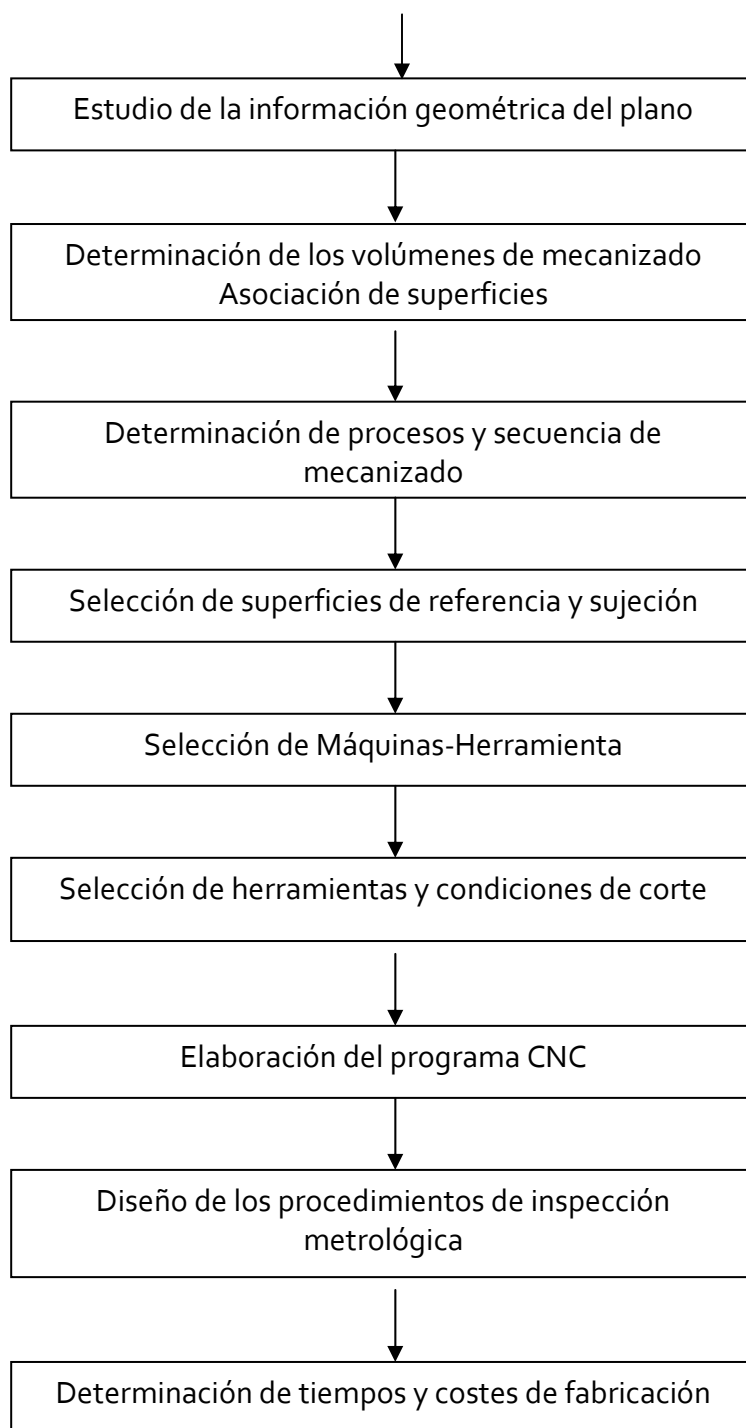 Estudio de la información geométrica del plano
Determinación de los volúmenes de mecanizado
Asociación de superficies
Determinación de procesos y secuencia de
mecanizado
Selección de superficies de referencia y sujeción
Selección de Máquinas-Herramienta
Selección de herramientas y condiciones de corte
Elaboración del programa CNC
Diseño de los procedimientos de inspección
metrológica
Determinación de tiempos y costes de fabricación